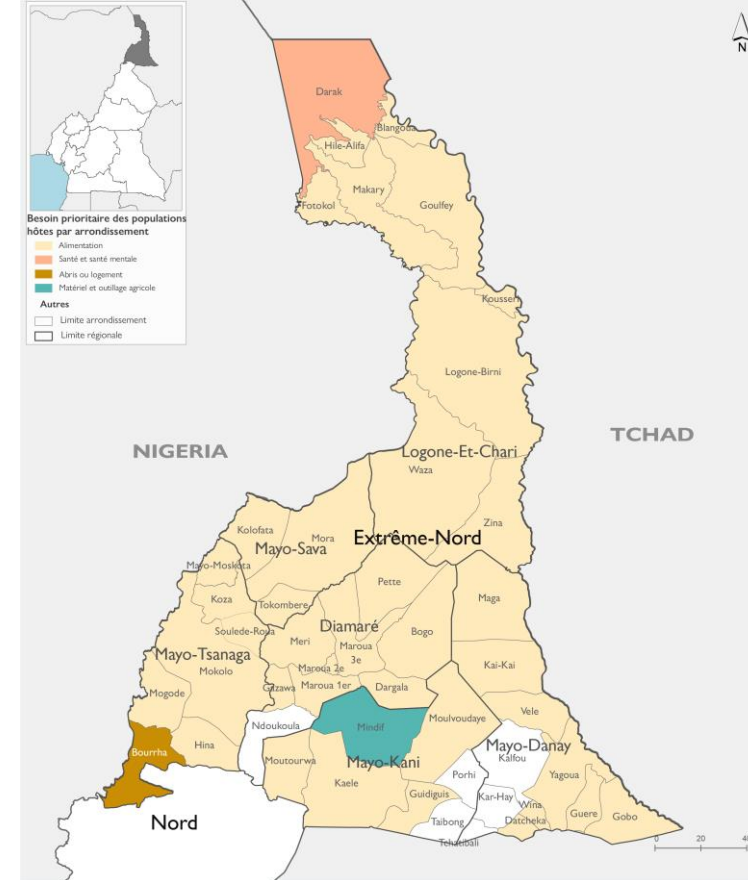 N
Besoin prioritaire des populations
hôtes par arrondissement
Alimentation
Santé et santé mentale
Abris ou logement
Matériel et outillage agricole
Autres
Limite arrondissement
Limite régionale
Darak
Blangoua
Hile-Alifa
Makary
Fotokol
Goulfey
Kousseri
Logone-Birni
NIGERIA
TCHAD
Logone-Et-Chari
Waza
Zina
Kolofata
Mora
Extrême-Nord
Mayo-Sava
Mayo-Moskota
Pette
Koza
Tokombere
Maga
Soulede-Roua
Diamaré
Meri
Maroua
3e
Bogo
Mayo-Tsanaga
Mokolo
Maroua 2e
Kai-Kai
Gazawa
Maroua 1er
Dargala
Mogode
Vele
Ndoukoula
Mindif
Moulvoudaye
Bourrha
Hina
Mayo-Danay
Kalfou
Moutourwa
Mayo-Kani
Porhi
Yagoua
Kaele
Guidiguis
Kar-Hay
Wina
Nord
Taibong
Datcheka
Guere
Gobo
Tchatibali
0 20 40